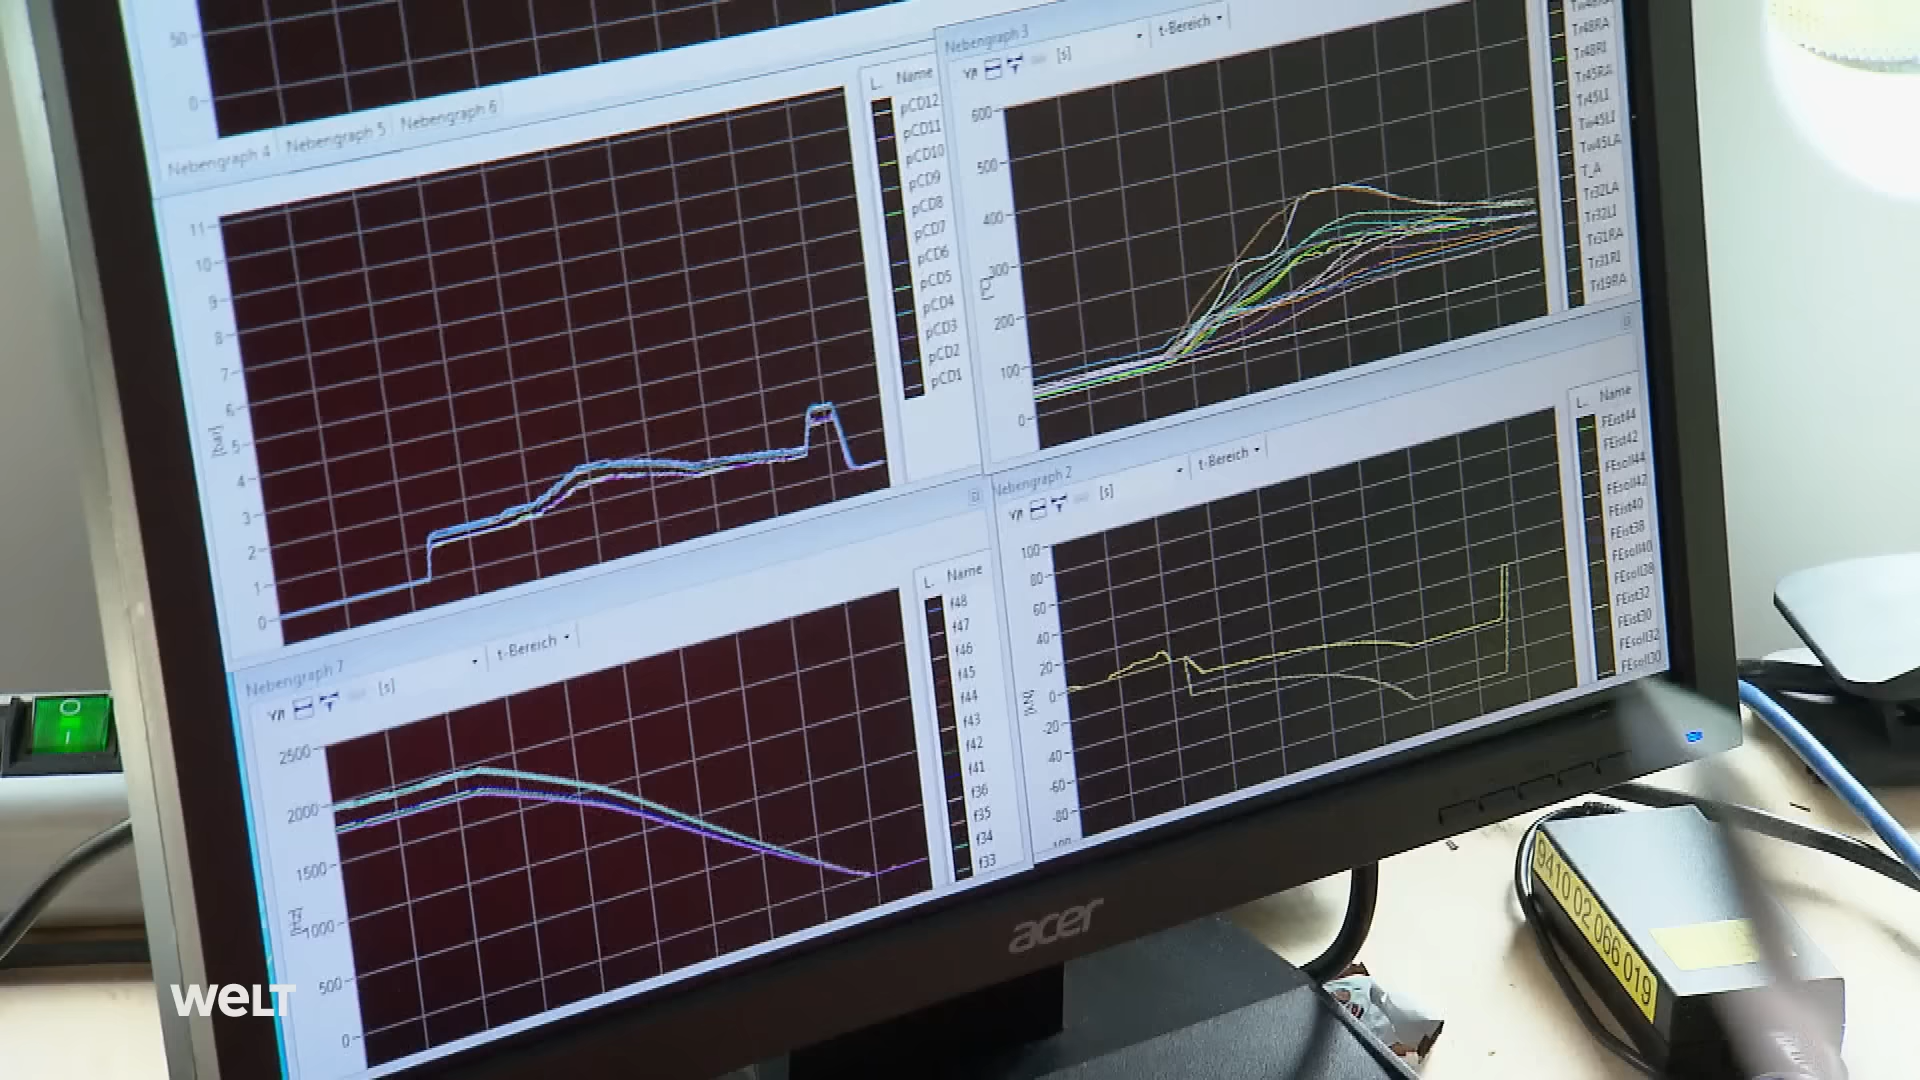 50
0
Nebengraph 4 Nebengraph 5 Nebengraph 6
11
10
9
8
7
6
5
4
3
2
1
0
L. Name
pCD12
pCD11
pCD10
pCD9
pCD8
pCD7
pCD6
pCD5
pCD4
pCD3
pCD2
pCD1
Nebengraph 3
[s] t-Bereich
600
500
400
300
200
100
0
Tr48RA
Tr48RI
Tr45RA
Tr45LI
Tw45LI
Tw45LA
T_A
Tr32LA
Tr32LI
Tr31RA
Tr31RI
Tr19RA
Nebengraph 7
[s] t-Bereich
2500
2000
1500
1000
500
0
L. Name
f48
f47
f46
f45
f44
f43
f42
f41
f36
f35
f34
f33
Nebengraph 2
[s] t-Bereich
100
80
60
40
20
0
-20
-40
-60
-80
L. Name
FEist44
FEist42
FEsoll44
FEsoll42
FEist40
FEist38
FEsoll40
FEsoll38
FEist32
FEist30
FEsoll32
FEsoll30
acer
9410 02 066 019
welt